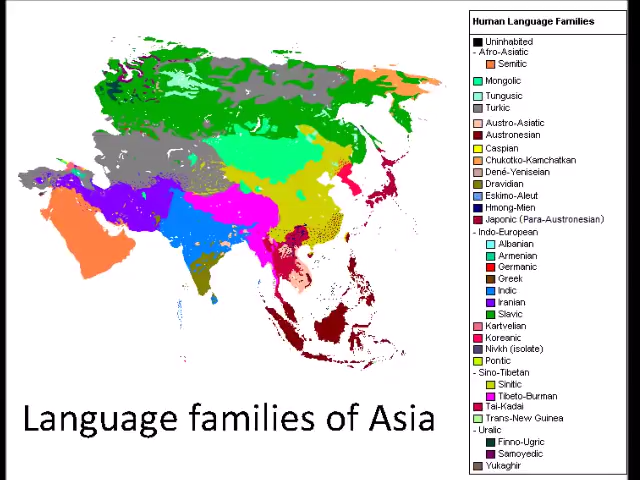 Human Language Families
Uninhabited
- Afro-Asiatic
Semitic
Mongolic
Tungusic
Turkic
Austro-Asiatic
Austronesian
Caspian
Chukotko-Kamchatkan
Dené-Yeniseian
Dravidian
Eskimo-Aleut
Hmong-Mien
Japonic (Para-Austronesian)
- Indo-European
Albanian
Armenian
Germanic
Greek
Indic
Iranian
Slavic
Kartvelian
Koreanic
Nivkh (isolate)
Pontic
- Sino-Tibetan
Sinitic
Tibeto-Burman
Tai-Kadai
Trans-New Guinea
- Uralic
Finno-Ugric
Samoyedic
Yukaghir
Language families of Asia